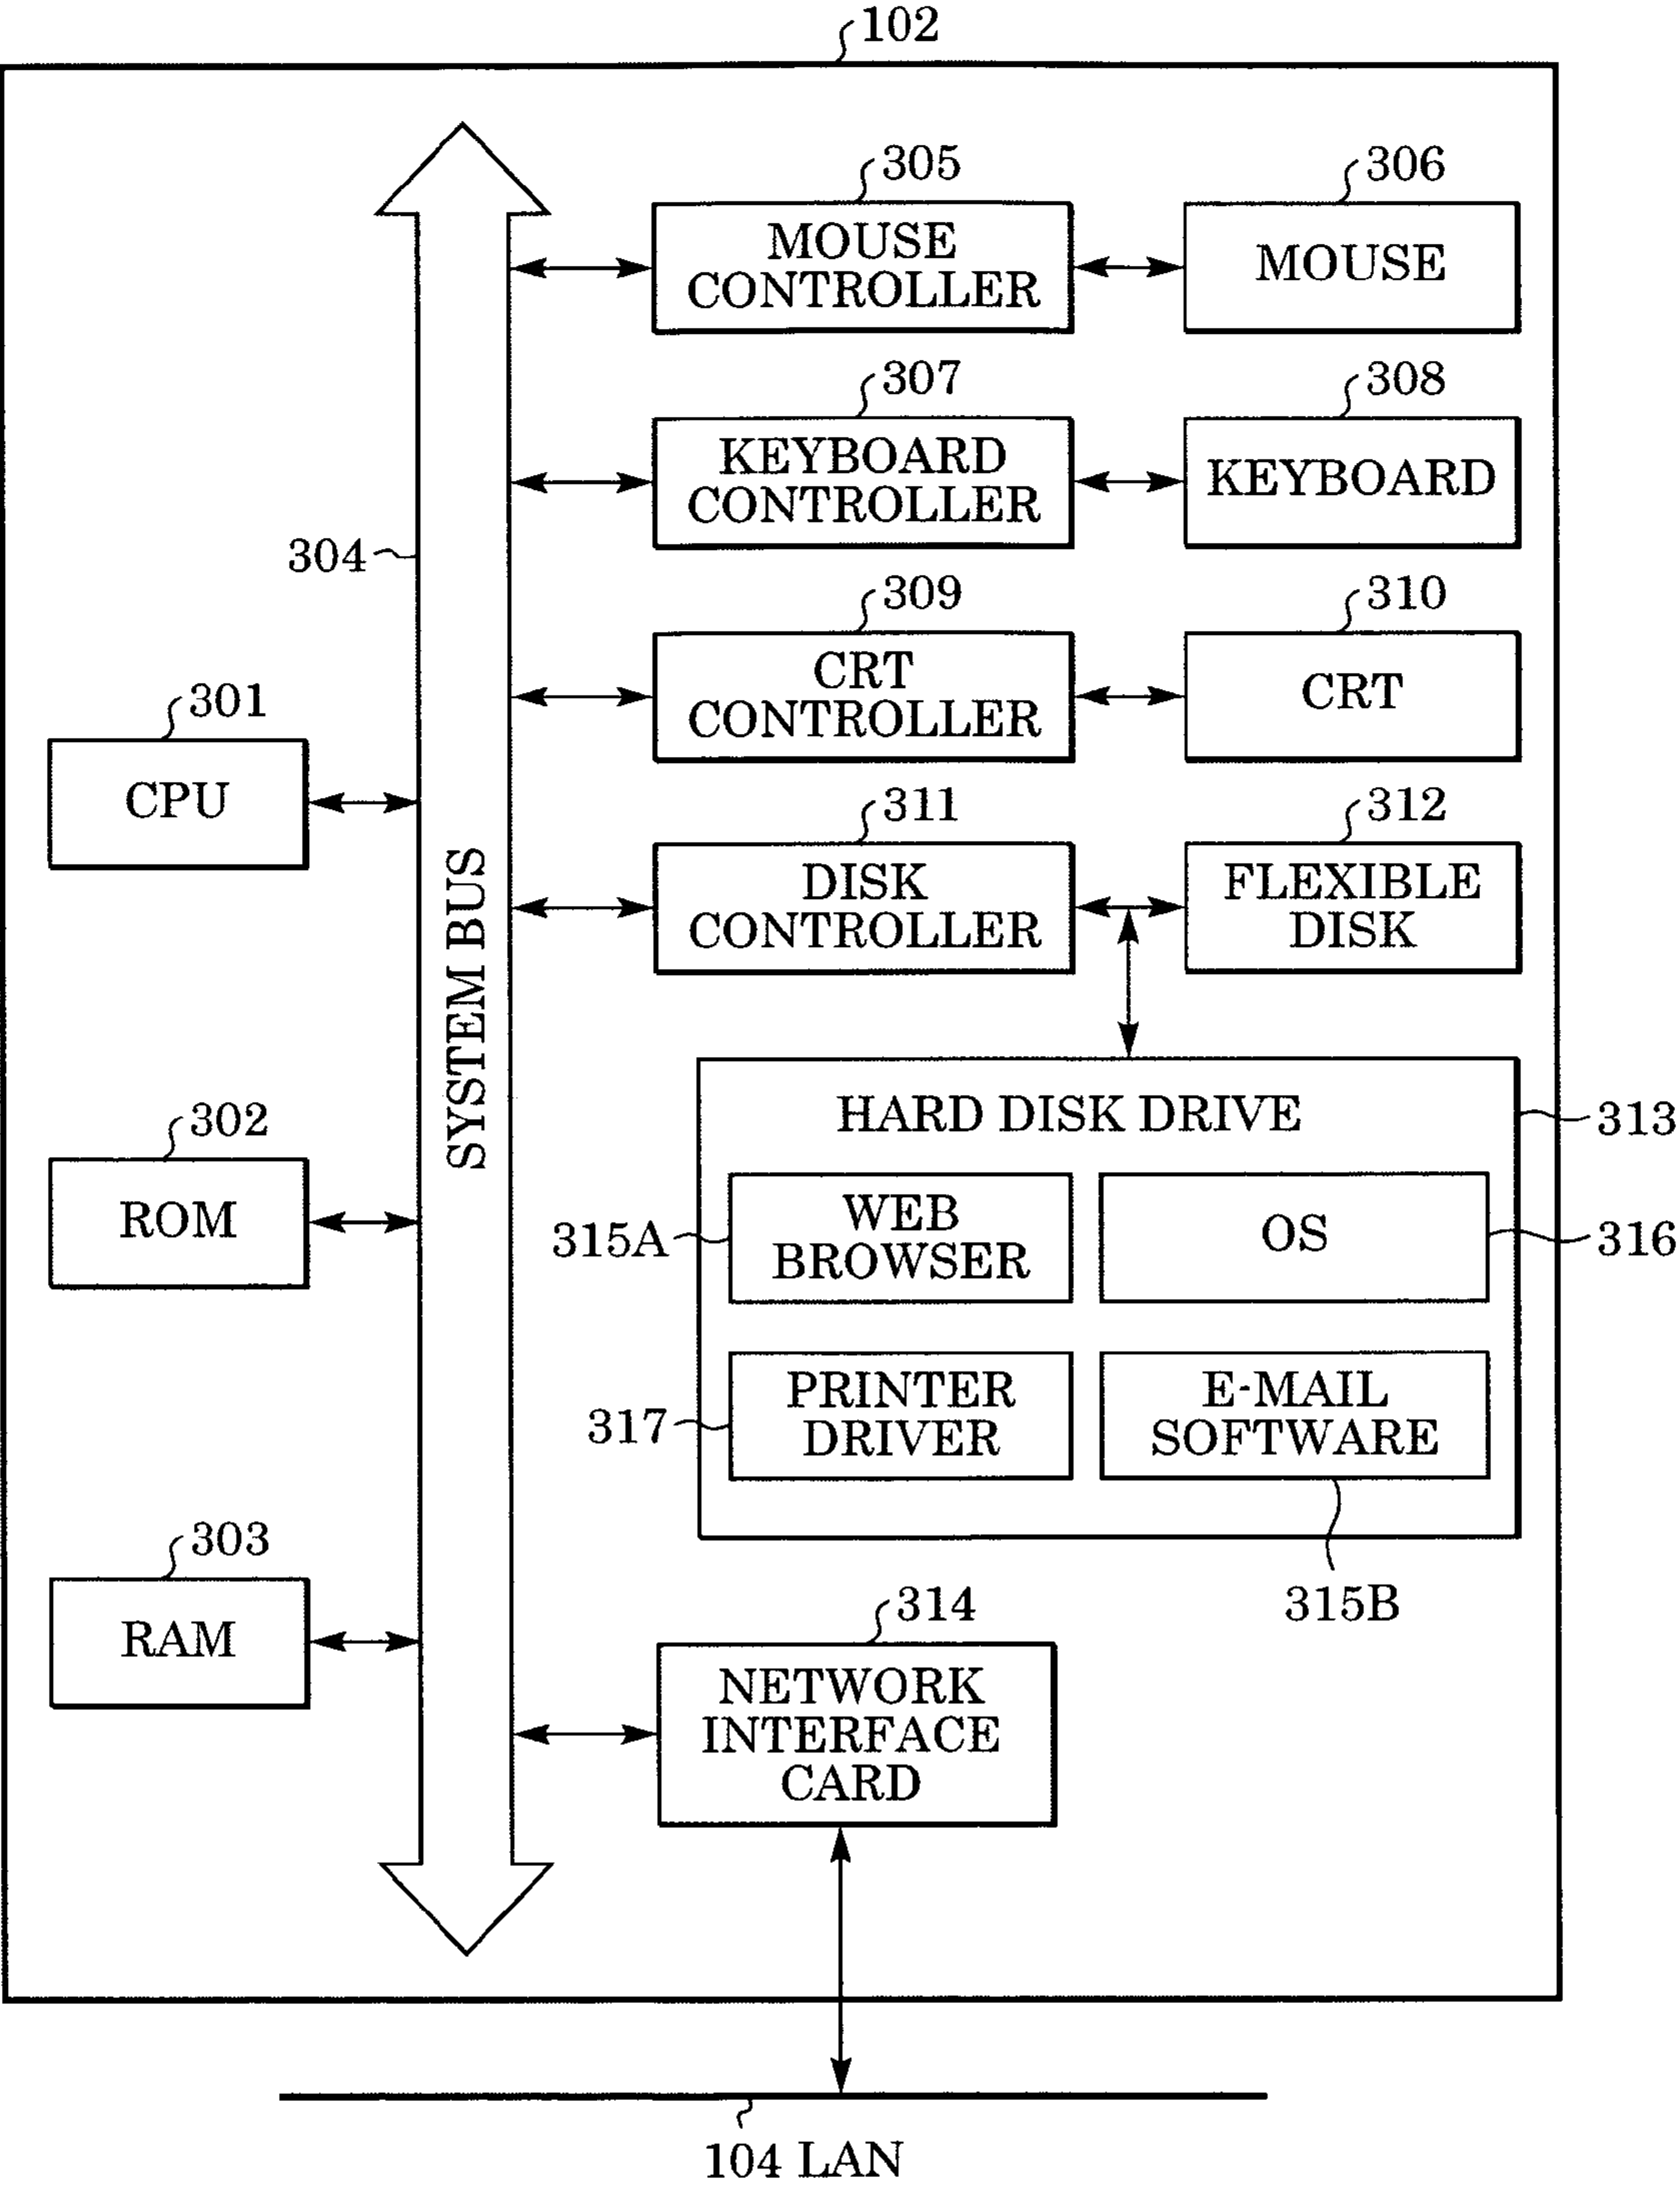 102
305
MOUSE
CONTROLLER
306
MOUSE
307
KEYBOARD
CONTROLLER
308
KEYBOARD
304
309
CRT
CONTROLLER
310
CRT
301
CPU
311
DISK
CONTROLLER
312
FLEXIBLE
DISK
SYSTEM BUS
302
ROM
HARD DISK DRIVE
313
315A
WEB
BROWSER
OS
316
317
PRINTER
DRIVER
E-MAIL
SOFTWARE
315B
303
RAM
314
NETWORK
INTERFACE
CARD
104 LAN